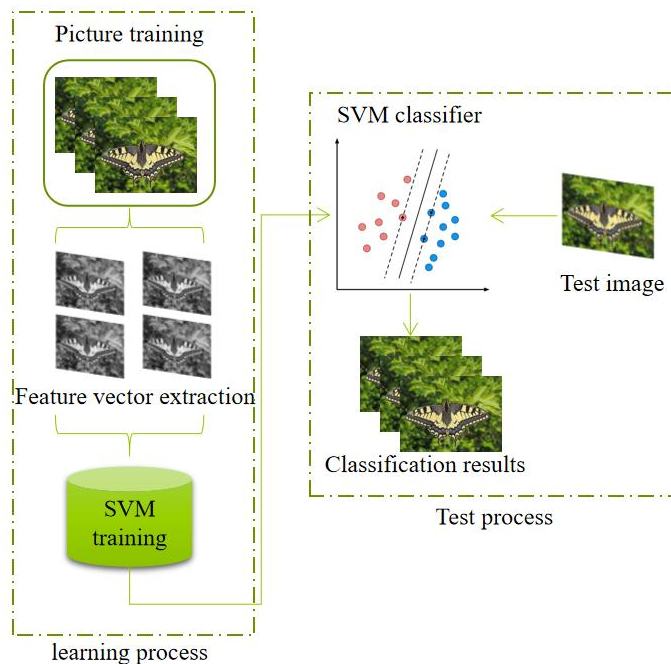 Picture training
Feature vector extraction
SVM
training
learning process
SVM classifier
Test image
Classification results
Test process